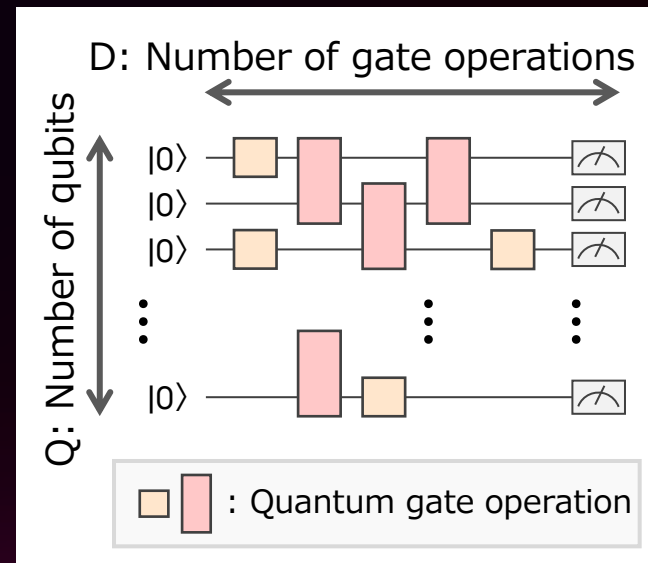 D: Number of gate operations
Q: Number of qubits
|0⟩
|0⟩
|0⟩
|0⟩
: Quantum gate operation